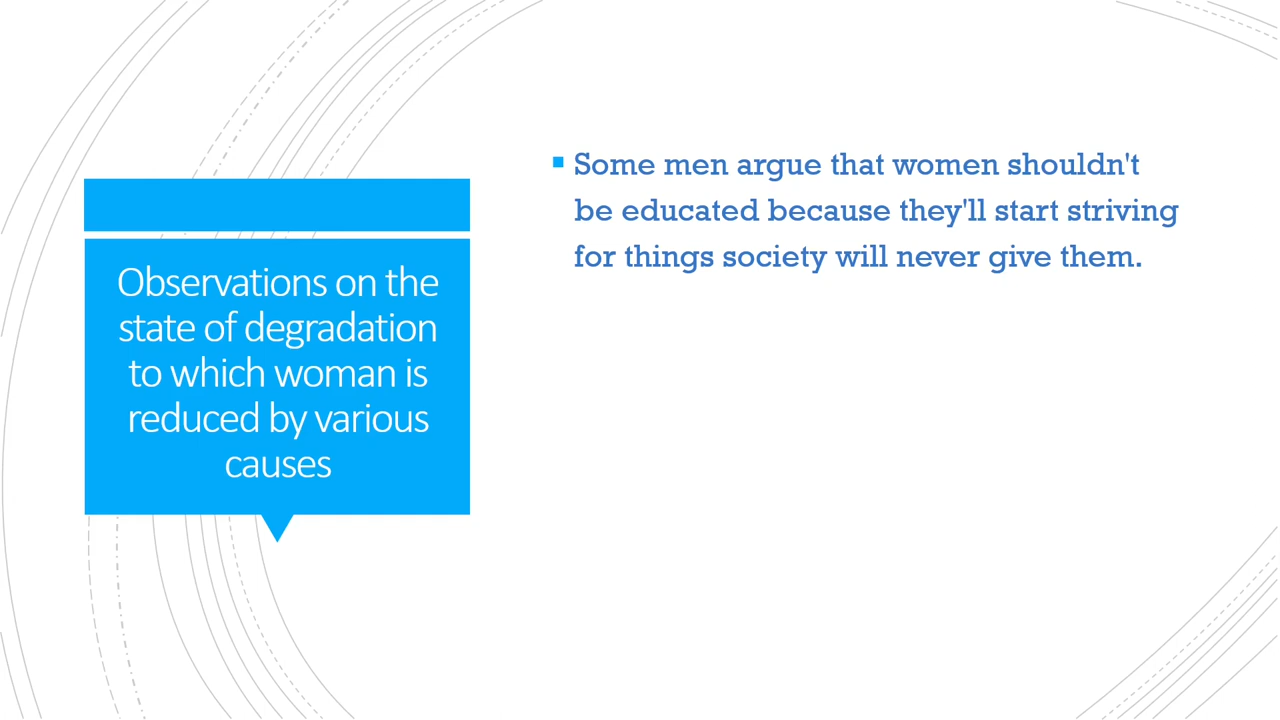 Observations on the
state of degradation
to which woman is
reduced by various
causes
Some men argue that women shouldn't
be educated because they'll start striving
for things society will never give them.